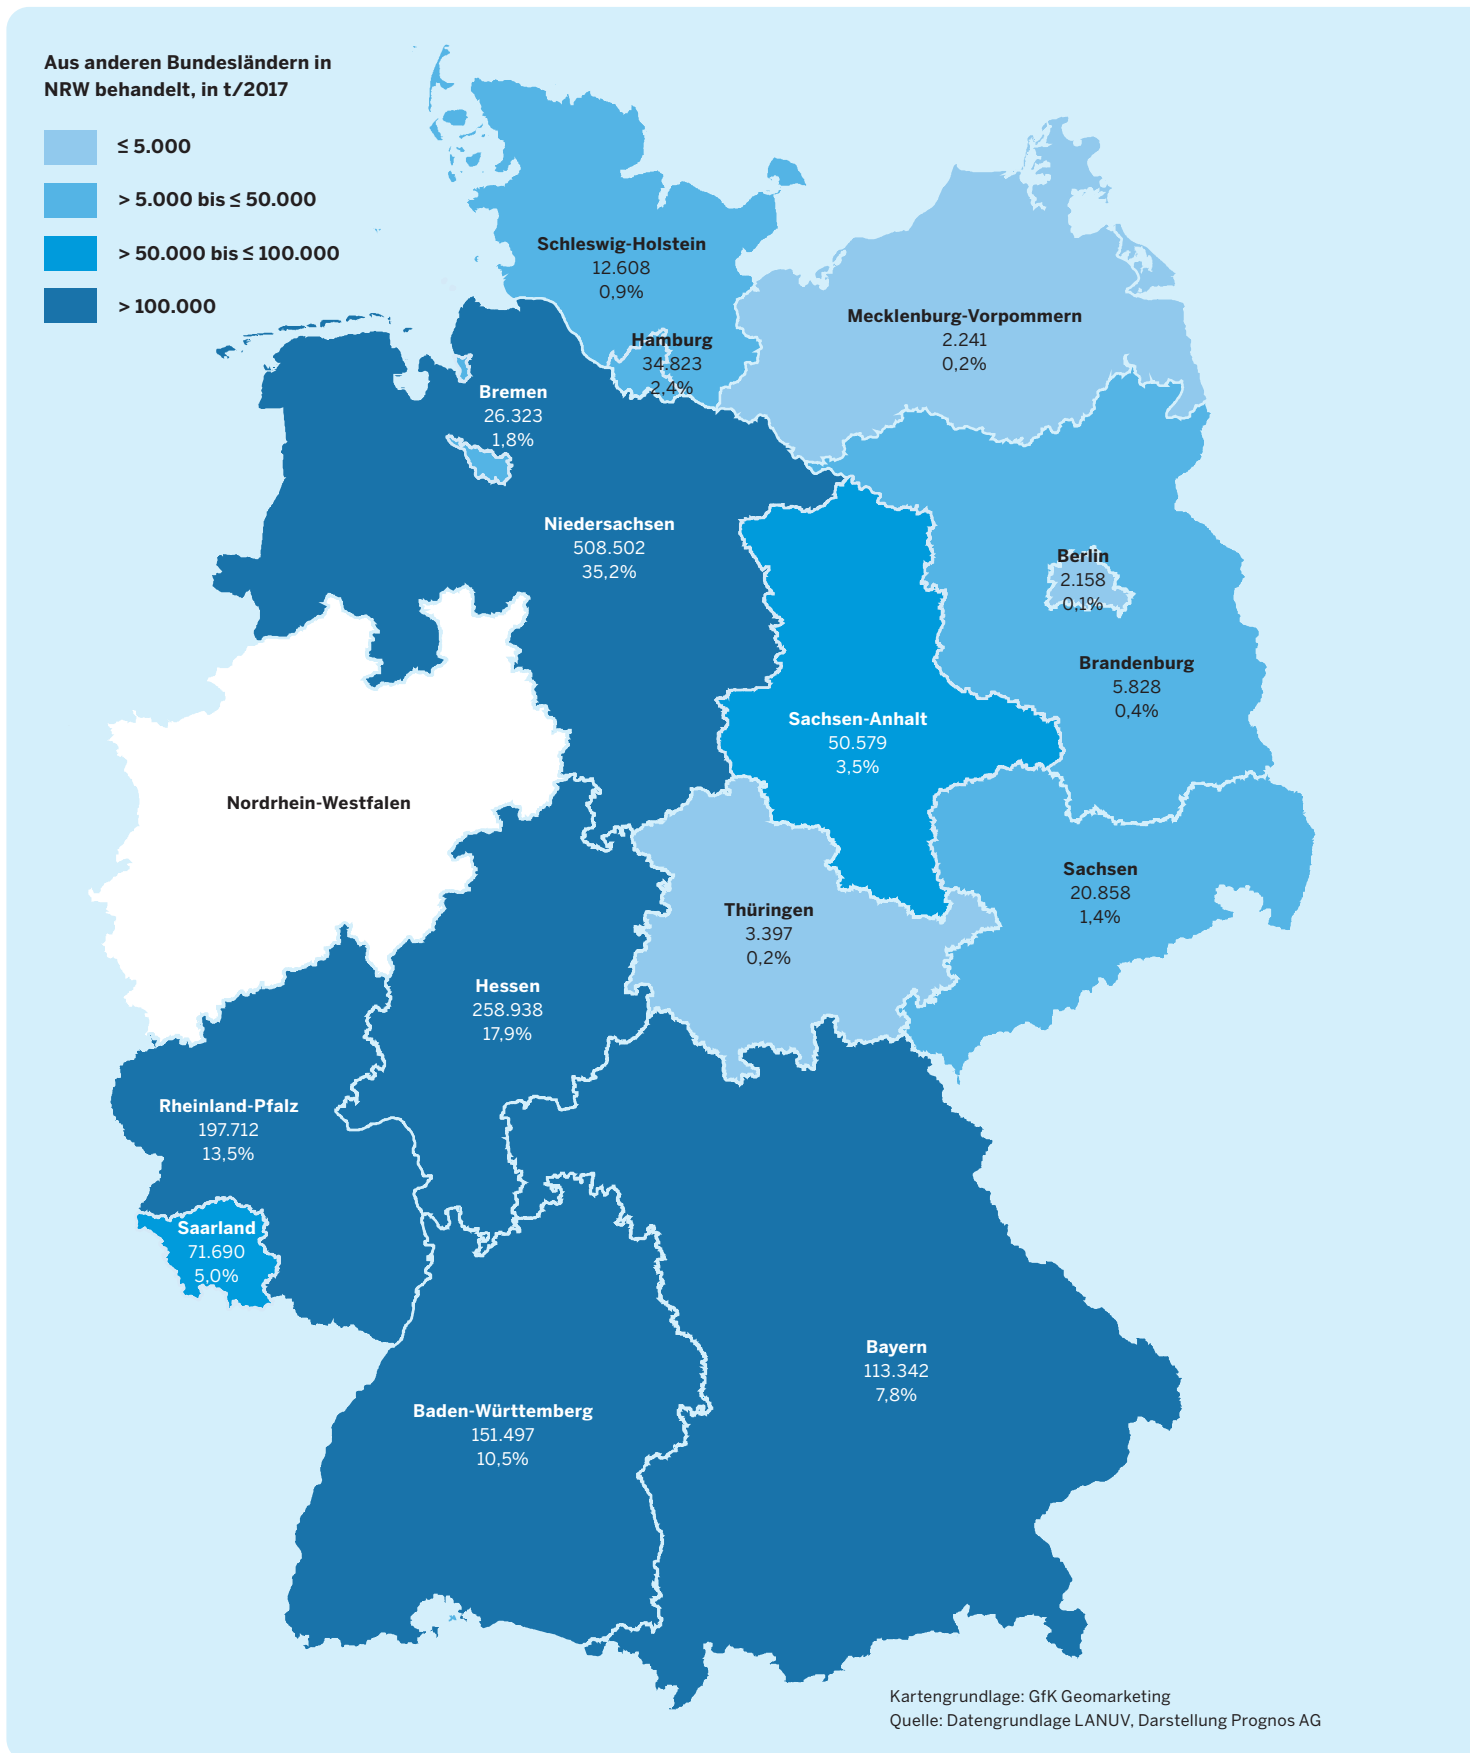 Aus anderen Bundesländern in
NRW behandelt, in t/2017
≤ 5.000
> 5.000 bis ≤ 50.000
> 50.000 bis ≤ 100.000
> 100.000
Schleswig-Holstein
12.608
0,9%
Mecklenburg-Vorpommern
2.241
0,2%
Hamburg
34.823
2,4%
Bremen
26.323
1,8%
Niedersachsen
508.502
35,2%
Berlin
2.158
0,1%
Brandenburg
5.828
0,4%
Sachsen-Anhalt
50.579
3,5%
Nordrhein-Westfalen
Sachsen
20.858
1,4%
Thüringen
3.397
0,2%
Hessen
258.938
17,9%
Rheinland-Pfalz
197.712
13,5%
Saarland
71.690
5,0%
Bayern
113.342
7,8%
Baden-Württemberg
151.497
10,5%
Kartengrundlage: GfK Geomarketing
Quelle: Datengrundlage LANUV, Darstellung Prognos AG